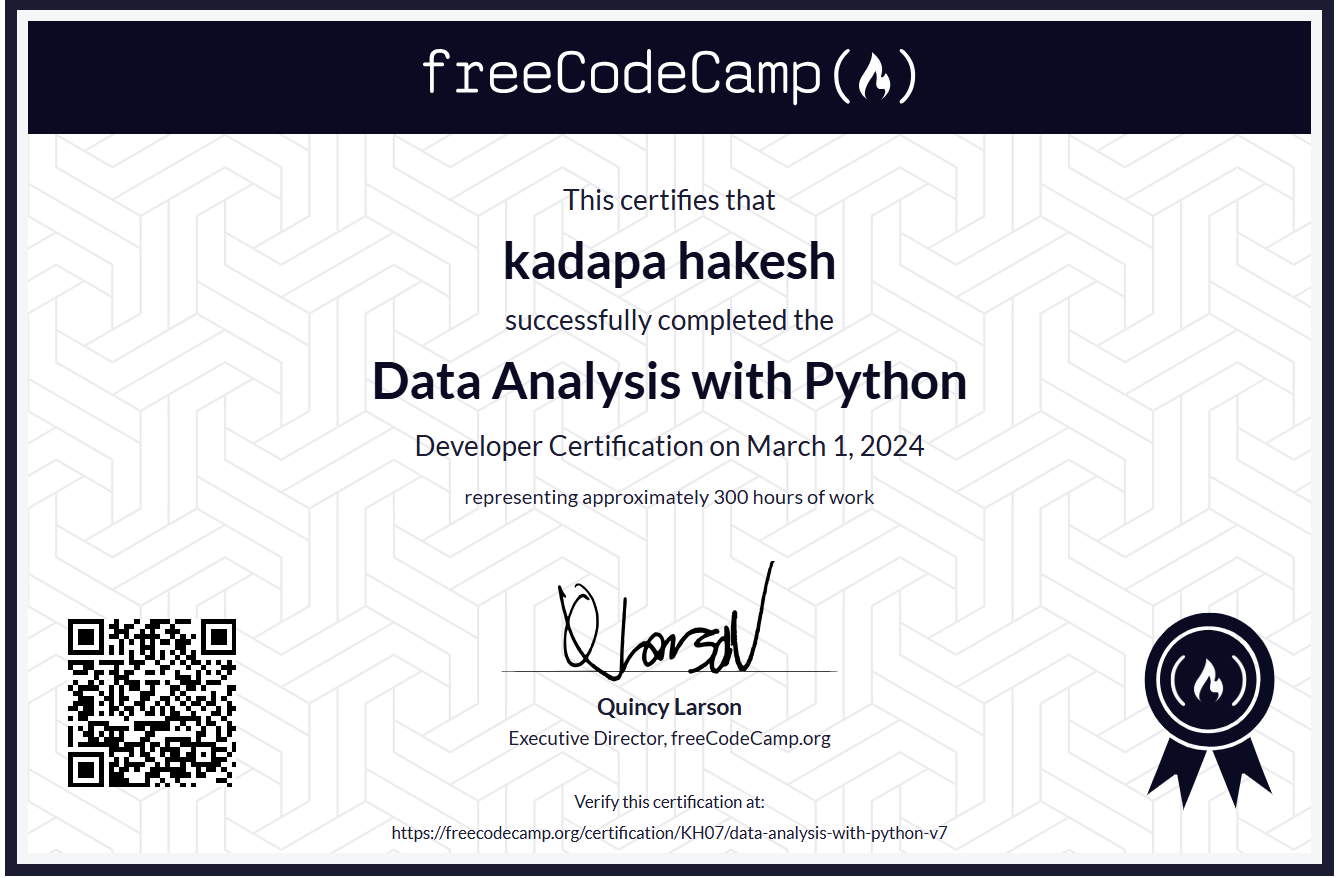 freeCodeCamp
This certifies that
kadapa hakesh
successfully completed the
Data Analysis with Python
Developer Certification on March 1, 2024
representing approximately 300 hours of work
Quincy Larson
Executive Director, freeCodeCamp.org
Verify this certification at:
https://freecodecamp.org/certification/KH07/data-analysis-with-python-v7